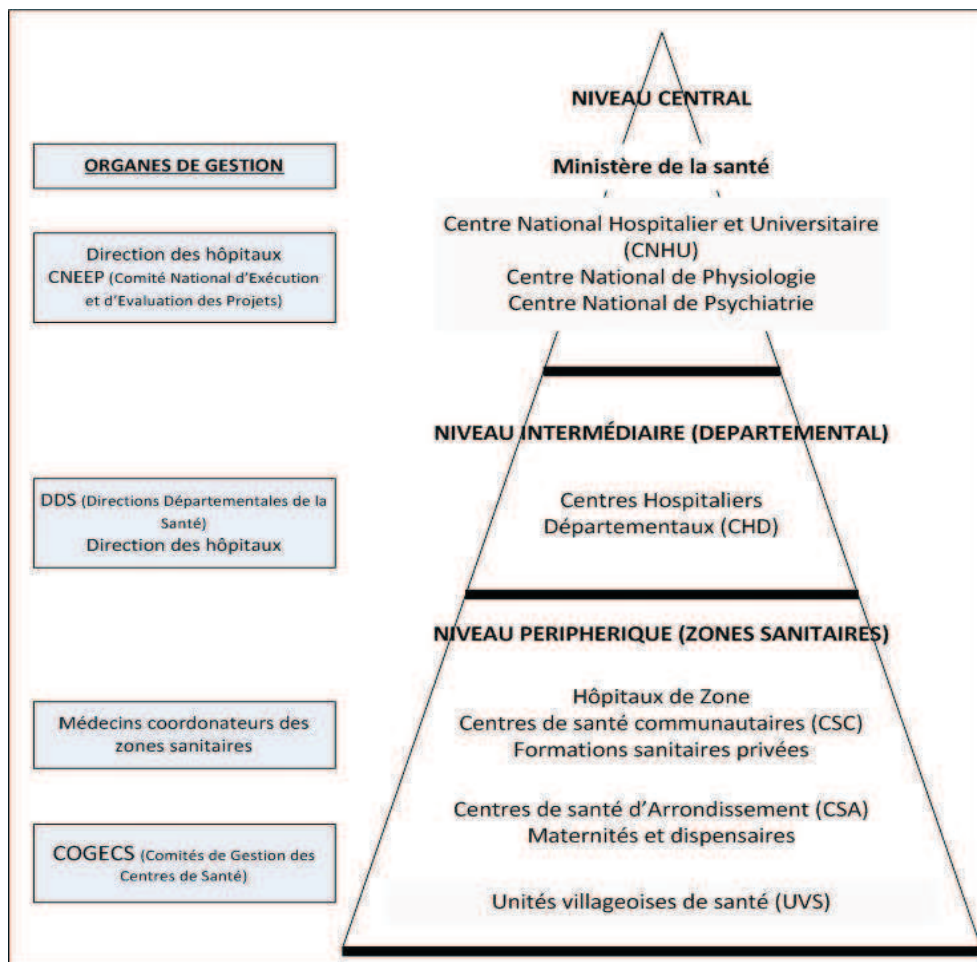 NIVEAU CENTRAL
ORGANES DE GESTION
Ministère de la santé
Direction des hôpitaux
CNEEP (Comité National d'Exécution
et d'Evaluation des Projets)
Centre National Hospitalier et Universitaire
(CNHU)
Centre National de Physiologie
Centre National de Psychiatrie
NIVEAU INTERMÉDIAIRE (DEPARTEMENTAL)
DDS (Directions Départementales de la
Santé)
Direction des hôpitaux
Centres Hospitaliers
Départementaux (CHD)
NIVEAU PERIPHERIQUE (ZONES SANITAIRES)
Médecins coordonateurs des
zones sanitaires
Hôpitaux de Zone
Centres de santé communautaires (CSC)
Formations sanitaires privées
Centres de santé d'Arrondissement (CSA)
Maternités et dispensaires
COGECS (Comités de Gestion des
Centres de Santé)
Unités villageoises de santé (UVS)